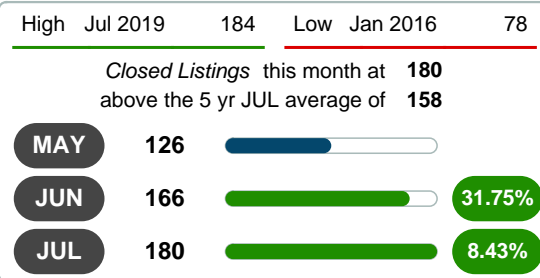 High Jul 2019 184 Low Jan 2016 78
Closed Listings this month at 180
above the 5 yr JUL average of 158
MAY 126
JUN 166 31.75%
JUL 180 8.43%